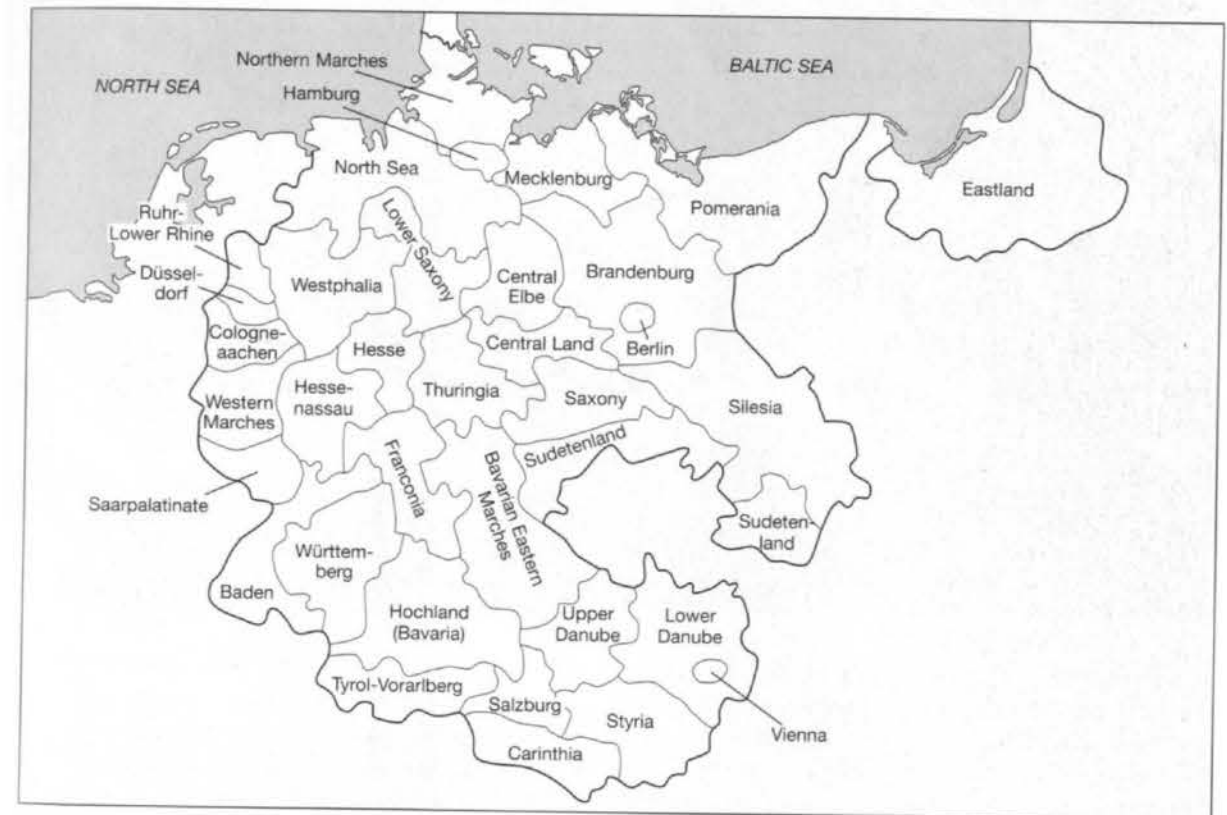 NORTH SEA
BALTIC SEA
Northern Marches
Hamburg
North Sea
Mecklenburg
Pomerania
Eastland
Ruhr-
Lower Rhine
Düssel-
dorf
Cologne-
aachen
Westphalia
Lower Saxony
Central
Elbe
Brandenburg
Berlin
Central Land
Hesse
Hesse-
nassau
Thuringia
Saxony
Silesia
Western
Marches
Sudetenland
Saarpalatinate
Franconia
Bavarian Eastern
Marches
Sudeten-
land
Württem-
berg
Baden
Hochland
(Bavaria)
Upper
Danube
Lower
Danube
Tyrol-Vorarlberg
Salzburg
Styria
Vienna
Carinthia